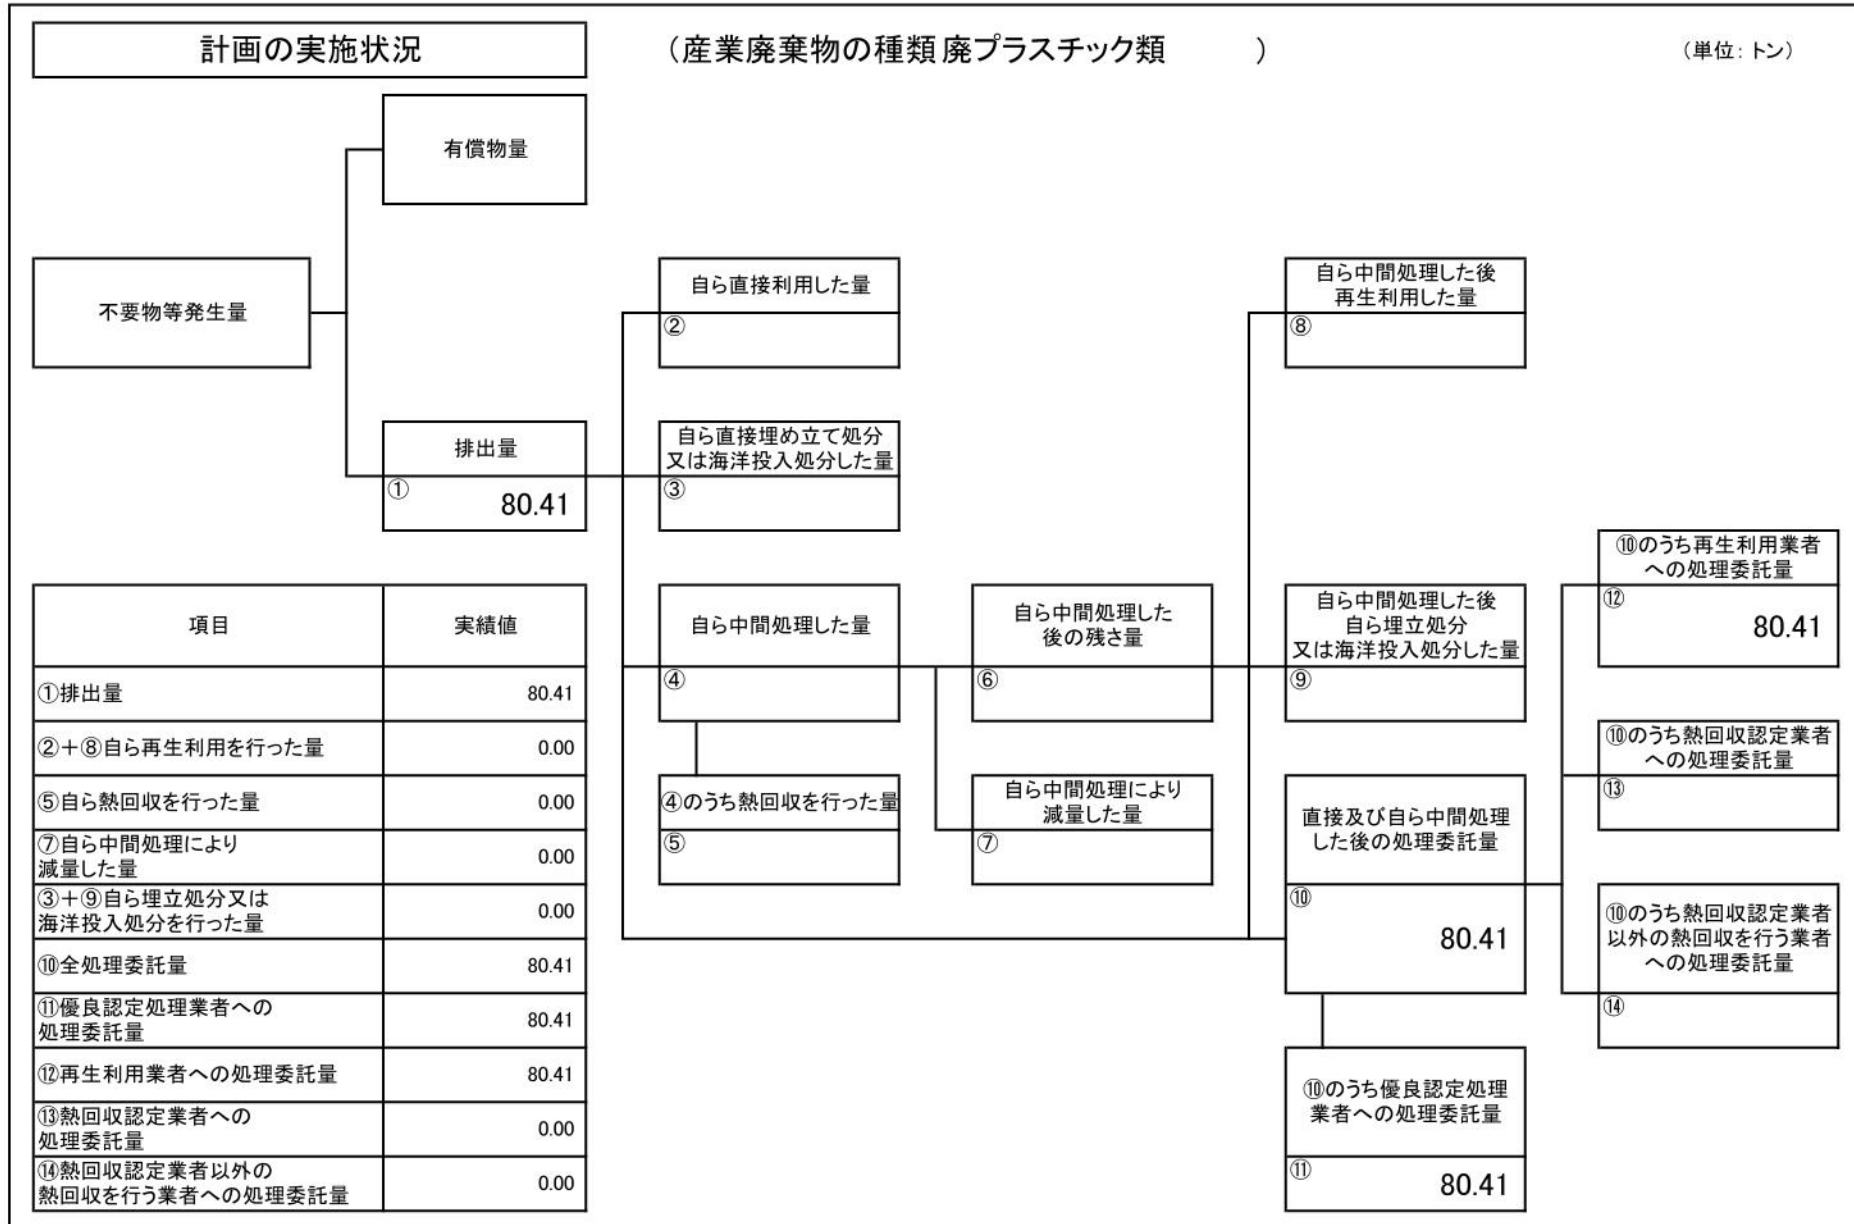 計画の実施状況
（産業廃棄物の種類 廃プラスチック類　　　）
（単位: トン）
有償物量
不要物等発生量
自ら直接利用した量
②
自ら中間処理した後
再生利用した量
⑧
排出量
①
80.41
自ら直接埋め立て処分
又は海洋投入処分した量
③
⑩のうち再生利用業者
への処理委託量
⑫
80.41
自ら中間処理した量
④
自ら中間処理した
後の残さ量
⑥
自ら中間処理した後
自ら埋立処分
又は海洋投入処分した量
⑨
⑩のうち熱回収認定業者
への処理委託量
⑬
④のうち熱回収を行った量
⑤
自ら中間処理により
減量した量
⑦
直接及び自ら中間処理
した後の処理委託量
⑩
80.41
⑩のうち熱回収認定業者
以外の熱回収を行う業者
への処理委託量
⑭
⑩のうち優良認定処理
業者への処理委託量
⑪
80.41
項目 実績値
①排出量 80.41
②＋⑧自ら再生利用を行った量 0.00
⑤自ら熱回収を行った量 0.00
⑦自ら中間処理により
減量した量 0.00
③＋⑨自ら埋立処分又は
海洋投入処分を行った量 0.00
⑩全処理委託量 80.41
⑪優良認定処理業者への
処理委託量 80.41
⑫再生利用業者への処理委託量 80.41
⑬熱回収認定業者への
処理委託量 0.00
⑭熱回収認定業者以外の
熱回収を行う業者への処理委託量 0.00